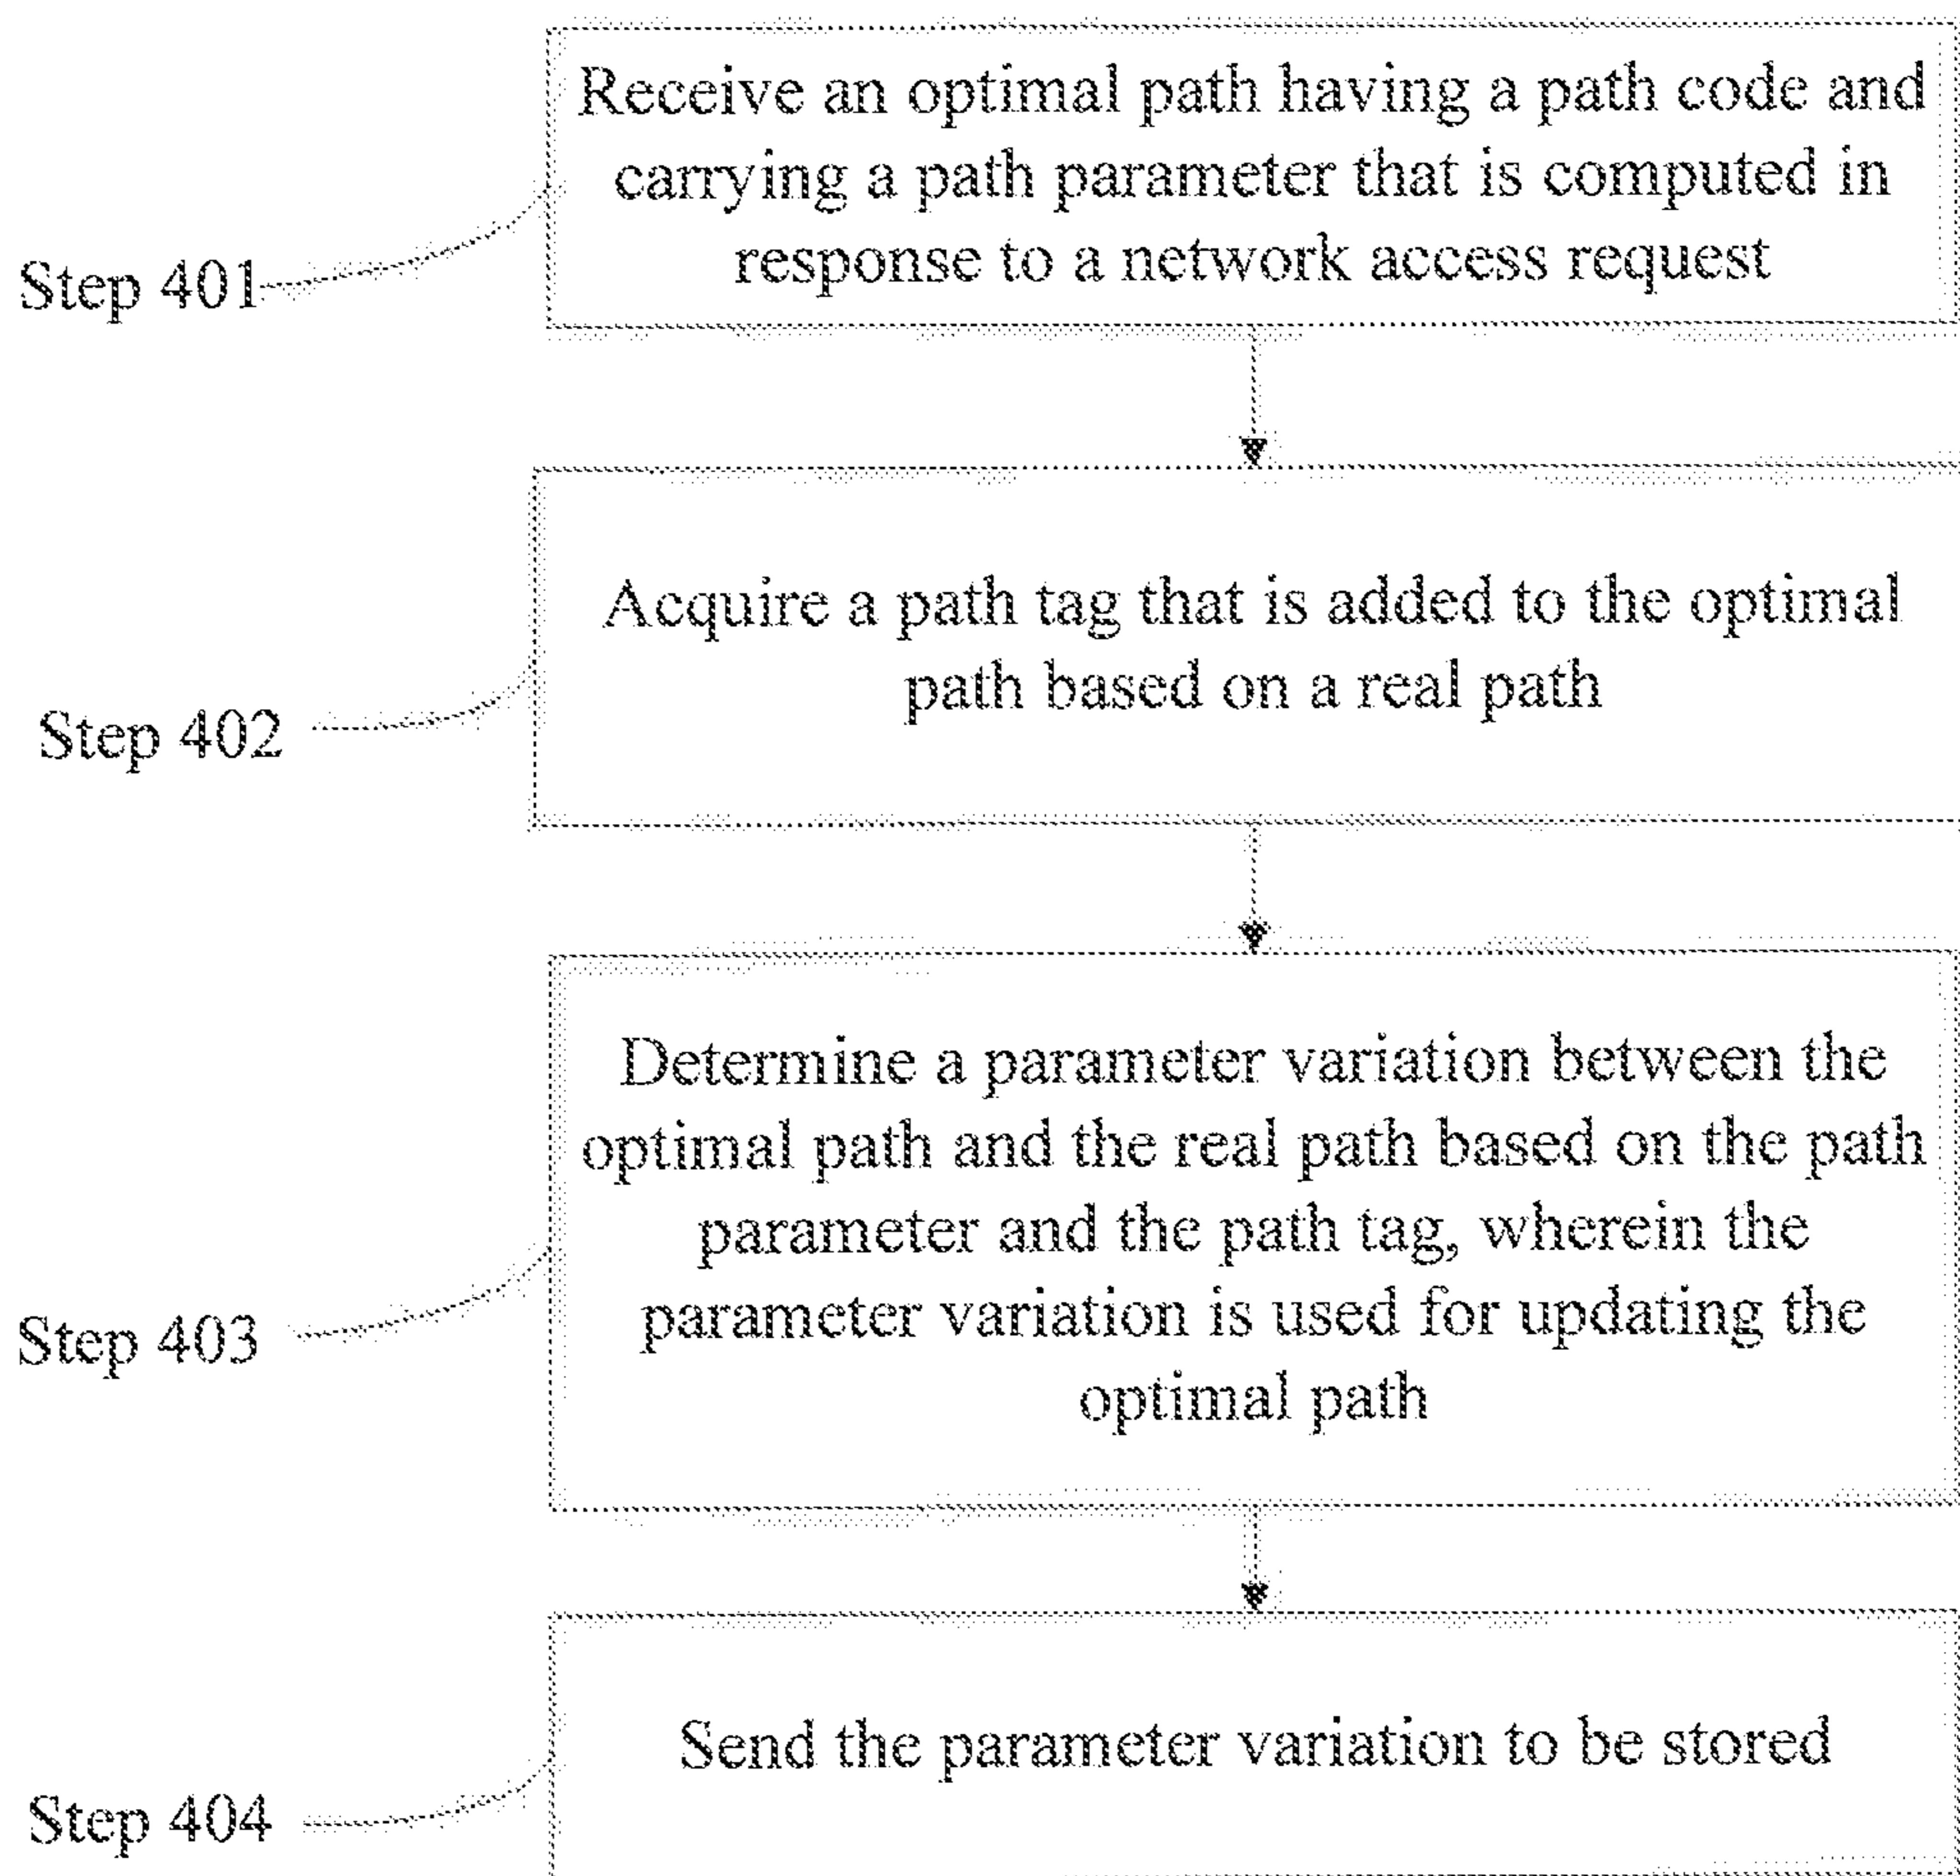 Receive an optimal path having a path code and
carrying a path parameter that is computed in
response to a network access request
Step 401
Acquire a path tag that is added to the optimal
path based on a real path
Step 402
Determine a parameter variation between the
optimal path and the real path based on the path
parameter and the path tag, wherein the
parameter variation is used for updating the
optimal path
Step 403
Send the parameter variation to be stored
Step 404